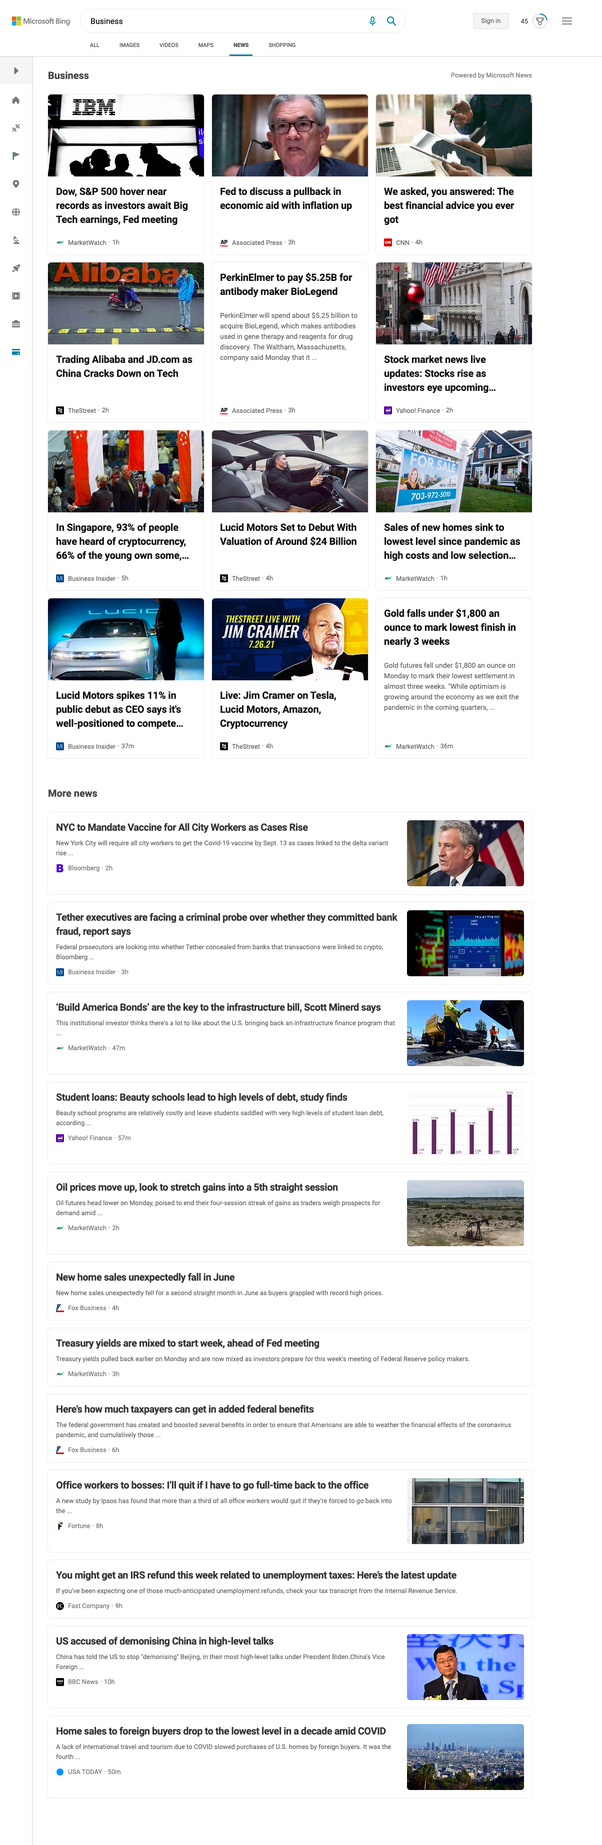 Microsoft Bing
Business
Sign in
45
ALL
IMAGES
VIDEOS
MAPS
NEWS
SHOPPING
Business
Powered by Microsoft News
IBM
Dow, S&P 500 hover near
records as investors await Big
Tech earnings, Fed meeting
MarketWatch · 1h
Fed to discuss a pullback in
economic aid with inflation up
AP Associated Press · 3h
We asked, you answered: The
best financial advice you ever
got
CNN · 4h
Alibaba
Trading Alibaba and JD.com as
China Cracks Down on Tech
TheStreet · 2h
PerkinElmer to pay $5.25B for
antibody maker BioLegend
PerkinElmer will spend about $5.25 billion to
acquire BioLegend, which makes antibodies
used in gene therapy and reagents for drug
discovery. The Waltham, Massachusetts,
company said Monday that it ...
AP Associated Press · 3h
Stock market news live
updates: Stocks rise as
investors eye upcoming...
Yahoo! Finance · 2h
In Singapore, 93% of people
have heard of cryptocurrency,
66% of the young own some,...
Business Insider · 5h
Lucid Motors Set to Debut With
Valuation of Around $24 Billion
TheStreet · 4h
FOR SALE
703-972-5010
Sales of new homes sink to
lowest level since pandemic as
high costs and low selection...
MarketWatch · 1h
LUCID
Lucid Motors spikes 11% in
public debut as CEO says it's
well-positioned to compete...
Business Insider · 37m
THESTREET LIVE WITH
JIM CRAMER
7.26.21
Live: Jim Cramer on Tesla,
Lucid Motors, Amazon,
Cryptocurrency
TheStreet · 4h
Gold falls under $1,800 an
ounce to mark lowest finish in
nearly 3 weeks
Gold futures fell under $1,800 an ounce on
Monday to mark their lowest settlement in
almost three weeks. "While optimism is
growing around the economy as we exit the
pandemic in the coming quarters, ...
MarketWatch · 36m
More news
NYC to Mandate Vaccine for All City Workers as Cases Rise
New York City will require all city workers to get the Covid-19 vaccine by Sept. 13 as cases linked to the delta variant
rise ...
B Bloomberg · 2h
Tether executives are facing a criminal probe over whether they committed bank
fraud, report says
Federal prosecutors are looking into whether Tether concealed from banks that transactions were linked to crypto,
Bloomberg ...
Business Insider · 3h
'Build America Bonds' are the key to the infrastructure bill, Scott Minerd says
This institutional investor thinks there's a lot to like about the U.S. bringing back an infrastructure finance program that
...
MarketWatch · 47m
Student loans: Beauty schools lead to high levels of debt, study finds
Beauty school programs are relatively costly and leave students saddled with very high levels of student loan debt,
according ...
Yahoo! Finance · 57m
Oil prices move up, look to stretch gains into a 5th straight session
Oil futures head lower on Monday, poised to end their four-session streak of gains as traders weigh prospects for
demand amid ...
MarketWatch · 2h
New home sales unexpectedly fall in June
New home sales unexpectedly fell for a second straight month in June as buyers grappled with record high prices.
Fox Business · 4h
Treasury yields are mixed to start week, ahead of Fed meeting
Treasury yields pulled back earlier on Monday and are now mixed as investors prepare for this week's meeting of Federal Reserve policy makers.
MarketWatch · 3h
Here's how much taxpayers can get in added federal benefits
The federal government has created and boosted several benefits in order to ensure that Americans are able to weather the financial effects of the coronavirus
pandemic, and cumulatively those ...
Fox Business · 6h
Office workers to bosses: I'll quit if I have to go full-time back to the office
A new study by Ipsos has found that more than a third of all office workers would quit if they're forced to go back into
the ...
Fortune · 8h
You might get an IRS refund this week related to unemployment taxes: Here's the latest update
If you've been expecting one of those much-anticipated unemployment refunds, check your tax transcript from the Internal Revenue Service.
FC Fast Company · 9h
US accused of demonising China in high-level talks
China has told the US to stop "demonising" Beijing, in their most high-level talks under President Biden.China's Vice
Foreign ...
BBC News · 10h
With the
Sp
Home sales to foreign buyers drop to the lowest level in a decade amid COVID
A lack of international travel and tourism due to COVID slowed purchases of U.S. homes by foreign buyers. It was the
fourth ...
USA TODAY · 50m